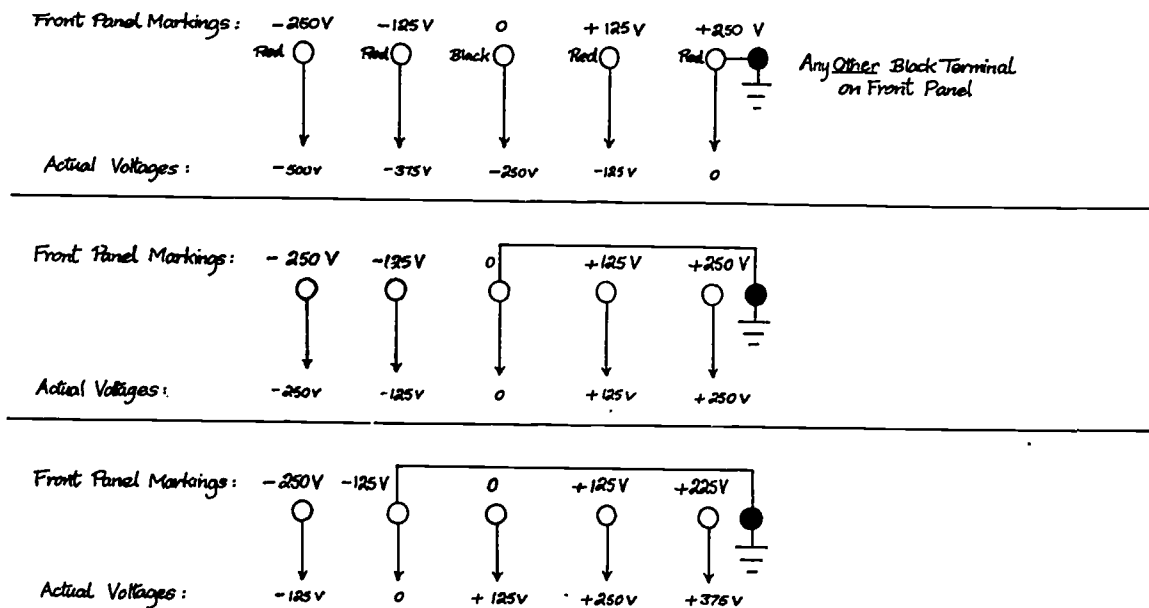 Front Panel Markings: -250V -125V 0 +125V +250 V
Red Red Black Red Red
Any Other Black Terminal
on Front Panel
Actual Voltages: -500V -375V -250V -125V 0
Front Panel Markings: -250 V -125V 0 +125V +250 V
Actual Voltages: -250V -125V 0 +125V +250V
Front Panel Markings: -250V -125V 0 +125V +225V
Actual Voltages: -125V 0 +125V +250V +375V